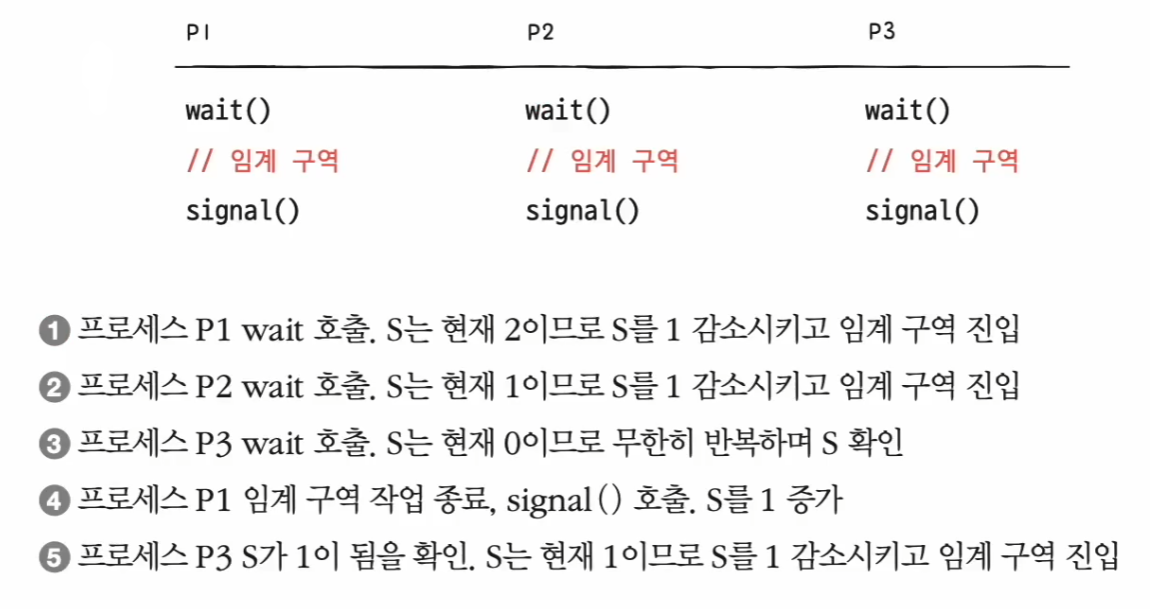 P1 P2 P3
wait() wait() wait()
// 임계 구역 // 임계 구역 // 임계 구역
signal() signal() signal()
1 프로세스 P1 wait 호출. S는 현재 2이므로 S를 1 감소시키고 임계 구역 진입
2 프로세스 P2 wait 호출. S는 현재 1이므로 S를 1 감소시키고 임계 구역 진입
3 프로세스 P3 wait 호출. S는 현재 0이므로 무한히 반복하며 S 확인
4 프로세스 P1 임계 구역 작업 종료, signal() 호출. S를 1 증가
5 프로세스 P3 S가 1이 됨을 확인. S는 현재 1이므로 S를 1 감소시키고 임계 구역 진입